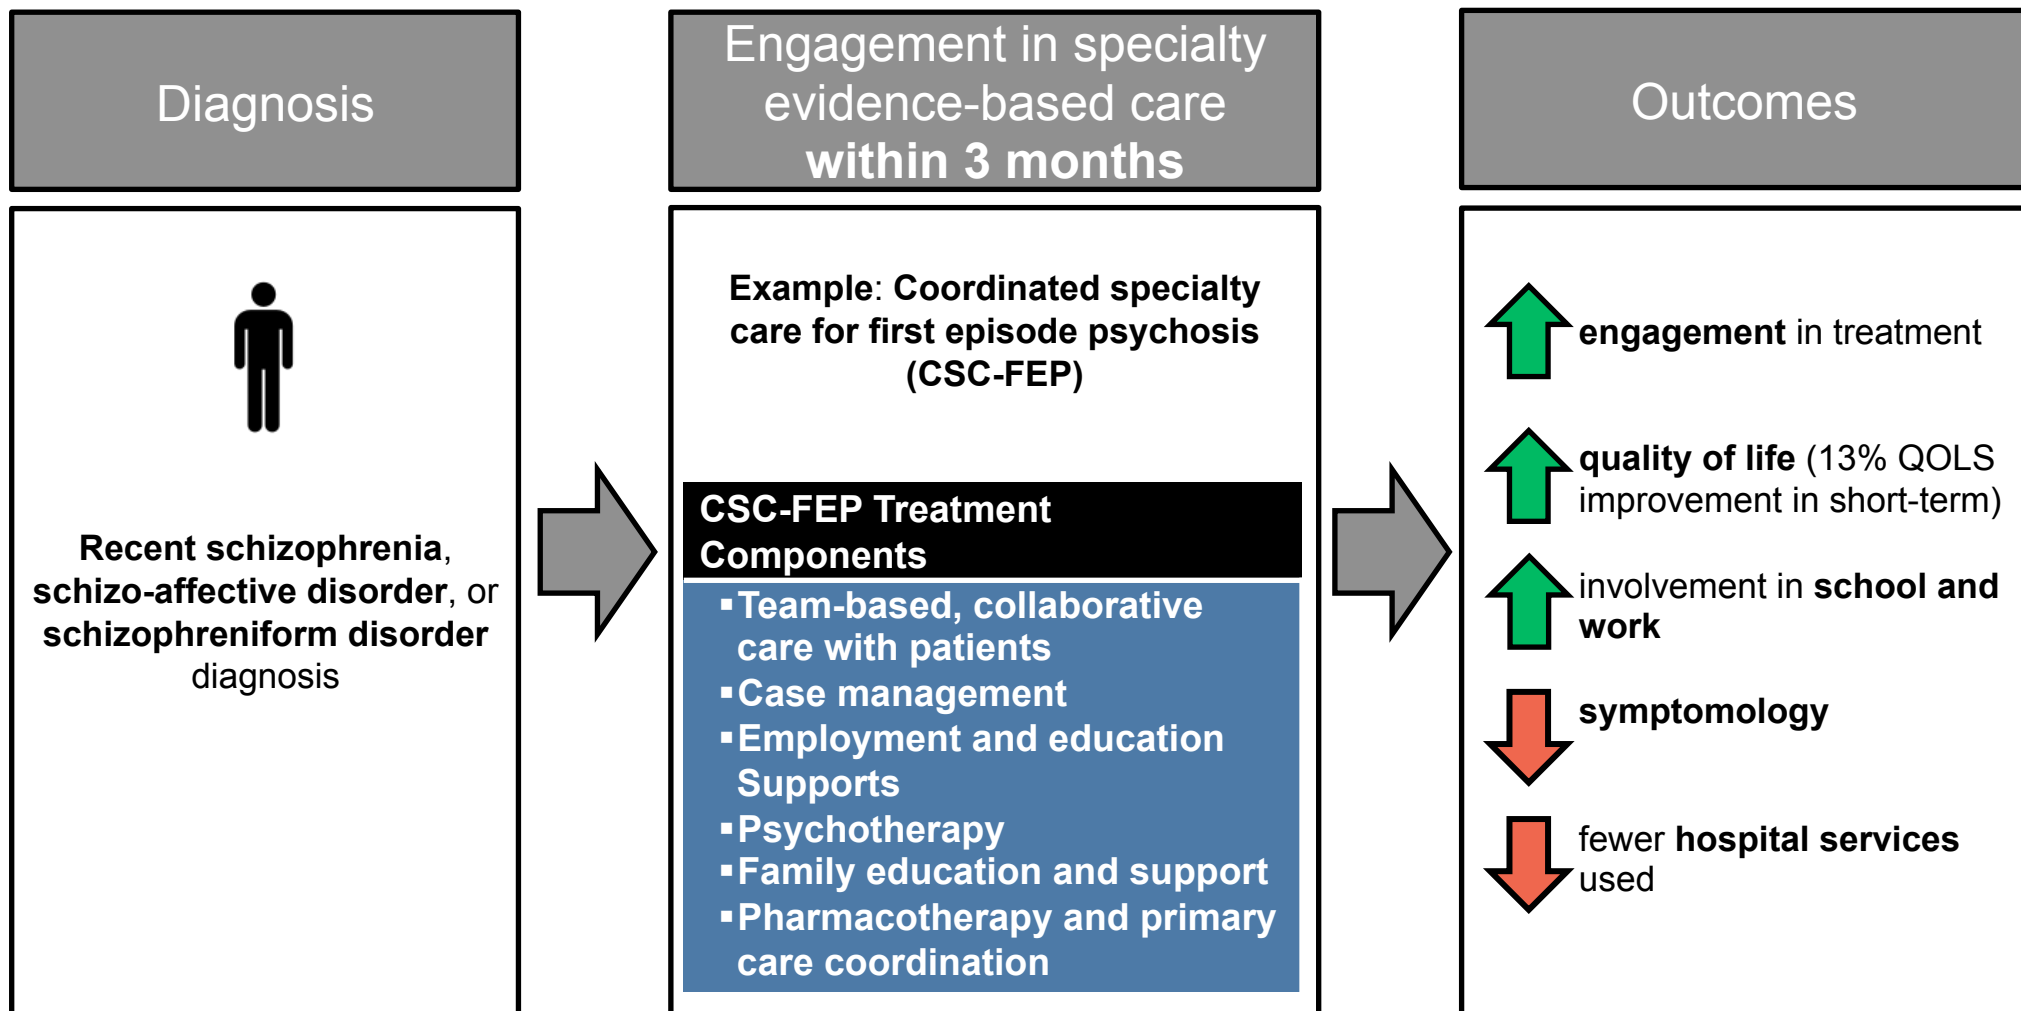 Diagnosis
Engagement in specialty
evidence-based care
within 3 months
Outcomes
Recent schizophrenia,
schizo-affective disorder, or
schizophreniform disorder
diagnosis
Example: Coordinated specialty
care for first episode psychosis
(CSC-FEP)
CSC-FEP Treatment
Components
▪Team-based, collaborative
care with patients
▪Case management
▪Employment and education
Supports
▪Psychotherapy
▪Family education and support
▪Pharmacotherapy and primary
care coordination
engagement in treatment
quality of life (13% QOLS
improvement in short-term)
involvement in school and
work
symptomology
fewer hospital services
used